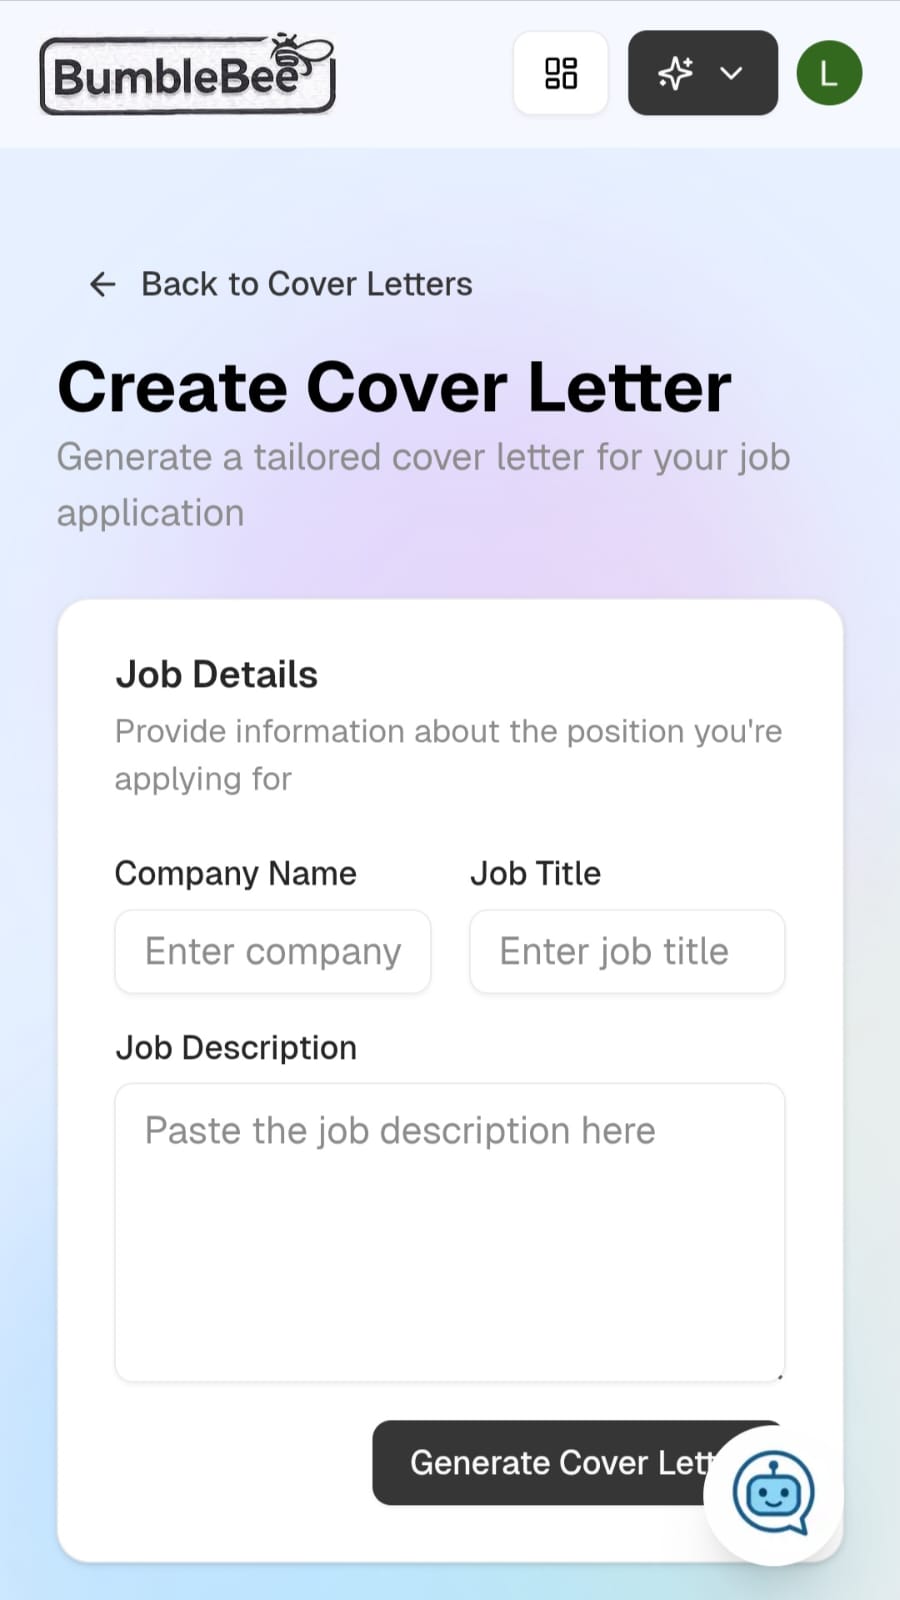 BumbleBee
L
Back to Cover Letters
Create Cover Letter
Generate a tailored cover letter for your job
application
Job Details
Provide information about the position you're
applying for
Company Name
Job Title
Enter company
Enter job title
Job Description
Paste the job description here
Generate Cover Lett